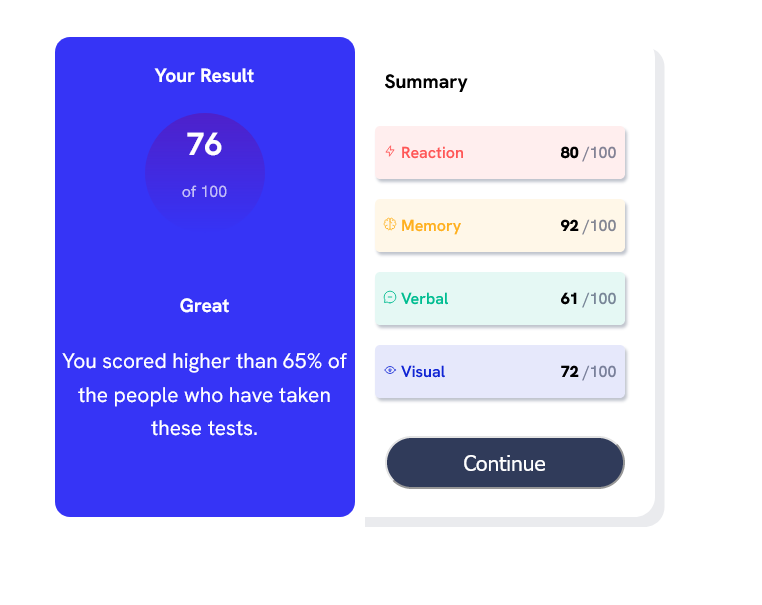 Your Result
76
of 100
Great
You scored higher than 65% of
the people who have taken
these tests.
Summary
Reaction 80 /100
Memory 92 /100
Verbal 61 /100
Visual 72 /100
Continue